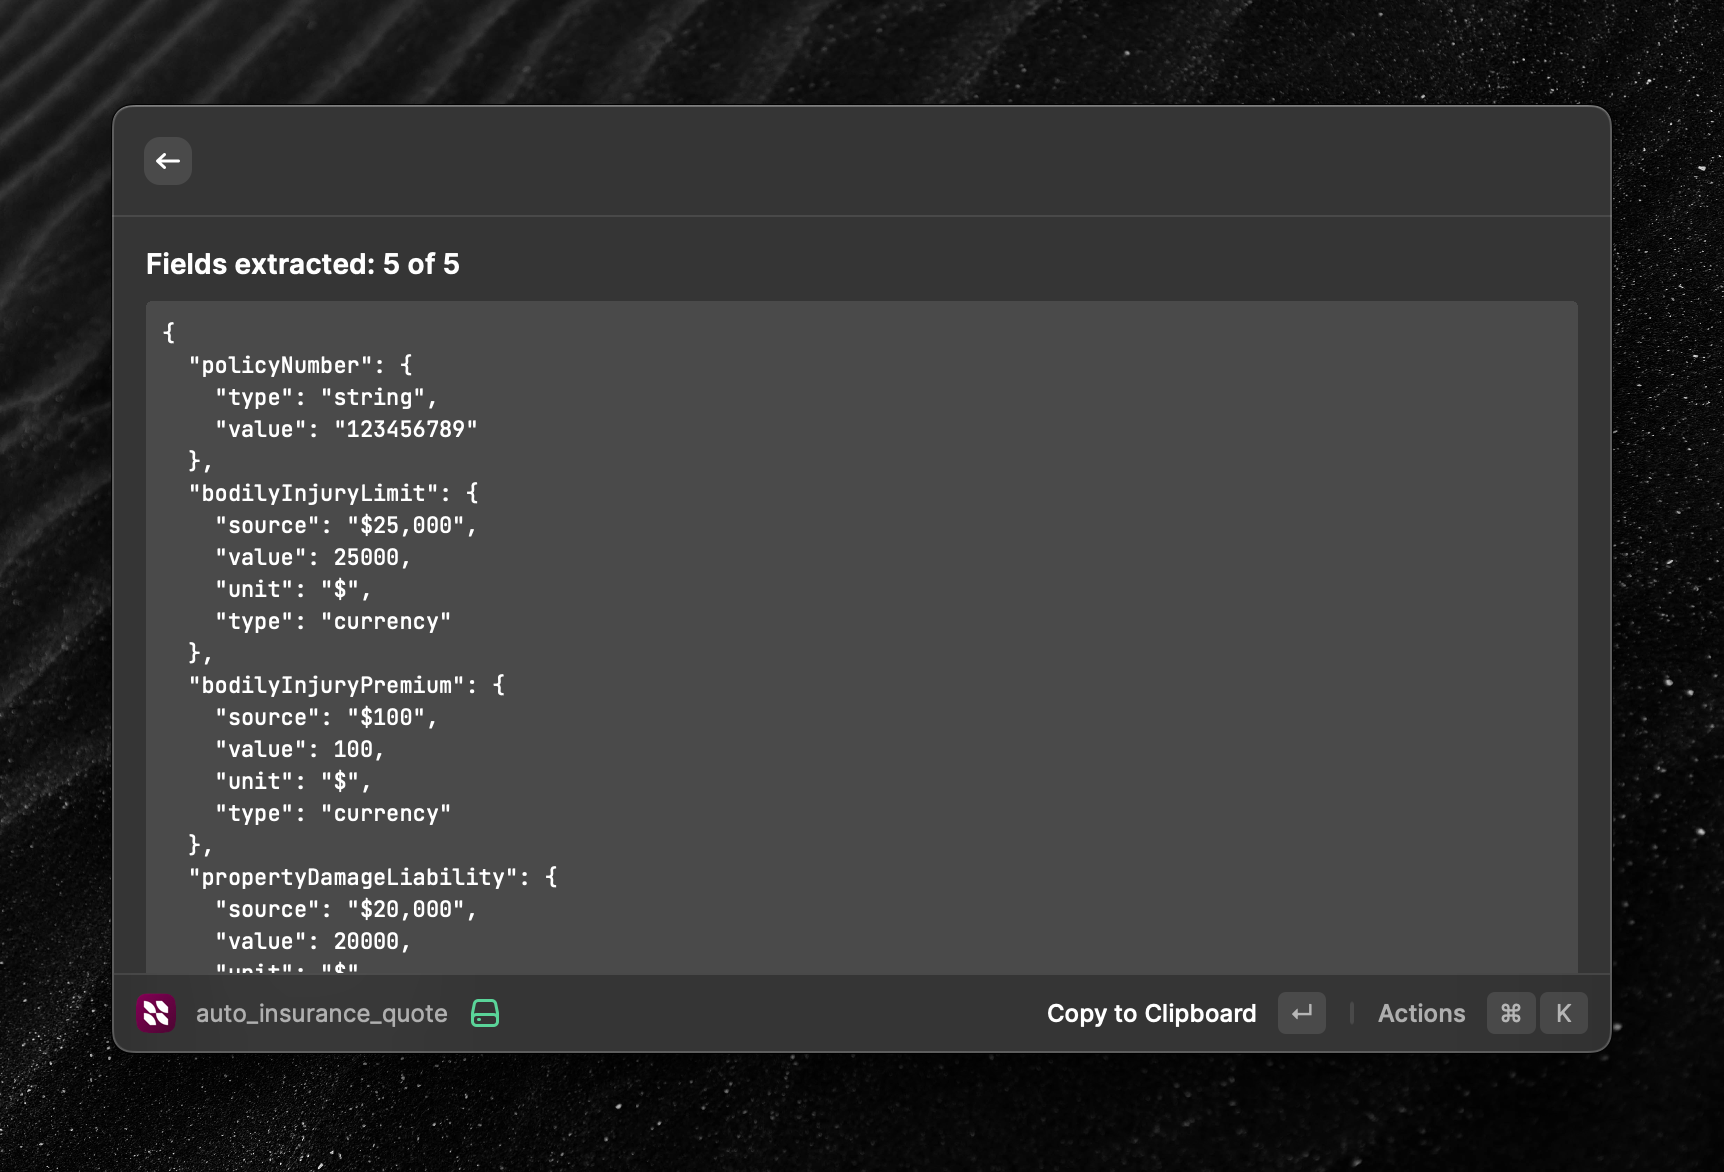 Fields extracted: 5 of 5
{
  "policyNumber": {
    "type": "string",
    "value": "123456789"
  },
  "bodilyInjuryLimit": {
    "source": "$25,000",
    "value": 25000,
    "unit": "$",
    "type": "currency"
  },
  "bodilyInjuryPremium": {
    "source": "$100",
    "value": 100,
    "unit": "$",
    "type": "currency"
  },
  "propertyDamageLiability": {
    "source": "$20,000",
    "value": 20000,
    "unit": "$"
auto_insurance_quote
Copy to Clipboard ↵ | Actions ⌘ K